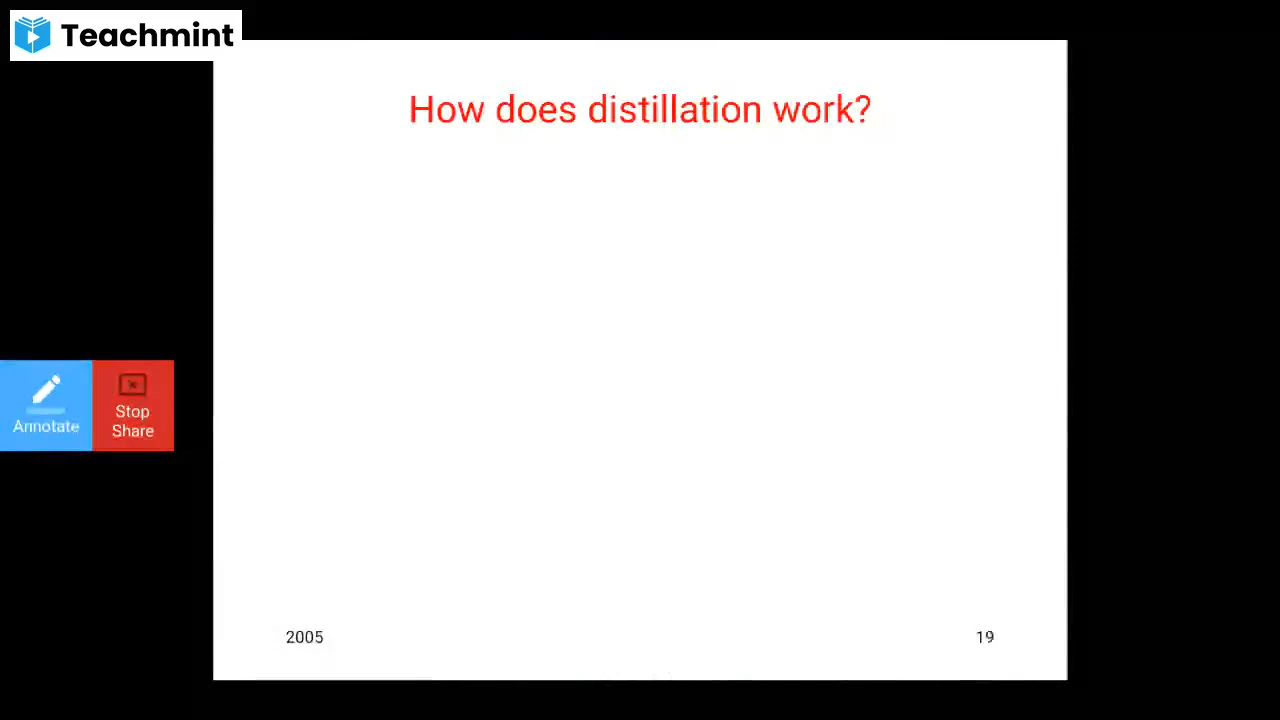 Teachmint
How does distillation work?
Annotate
Stop
Share
2005
19